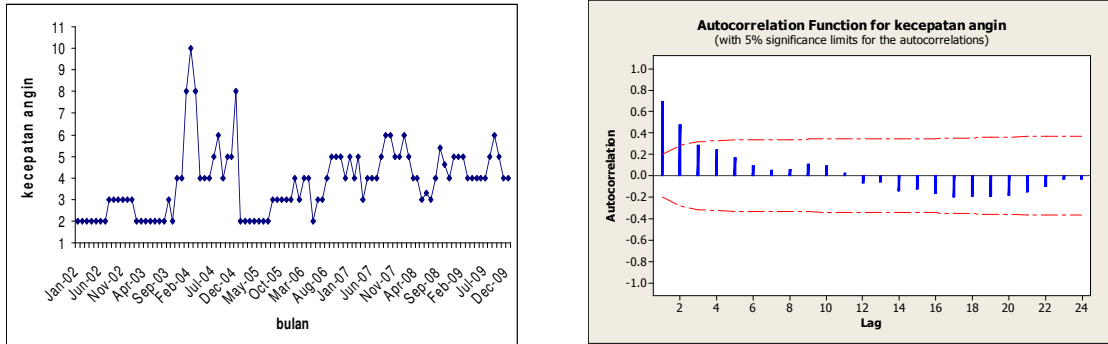 kecepatan angin
11
10
9
8
7
6
5
4
3
2
1
Jan-02
Jun-02
Nov-02
Apr-03
Sep-03
Feb-04
Jul-04
Dec-04
May-05
Oct-05
Mar-06
Aug-06
Jan-07
Jun-07
Nov-07
Apr-08
Sep-08
Feb-09
Jul-09
Dec-09
bulan
Autocorrelation Function for kecepatan angin
(with 5% significance limits for the autocorrelations)
Autocorrelation
1.0
0.8
0.6
0.4
0.2
0.0
-0.2
-0.4
-0.6
-0.8
-1.0
2 4 6 8 10 12 14 16 18 20 22 24
Lag